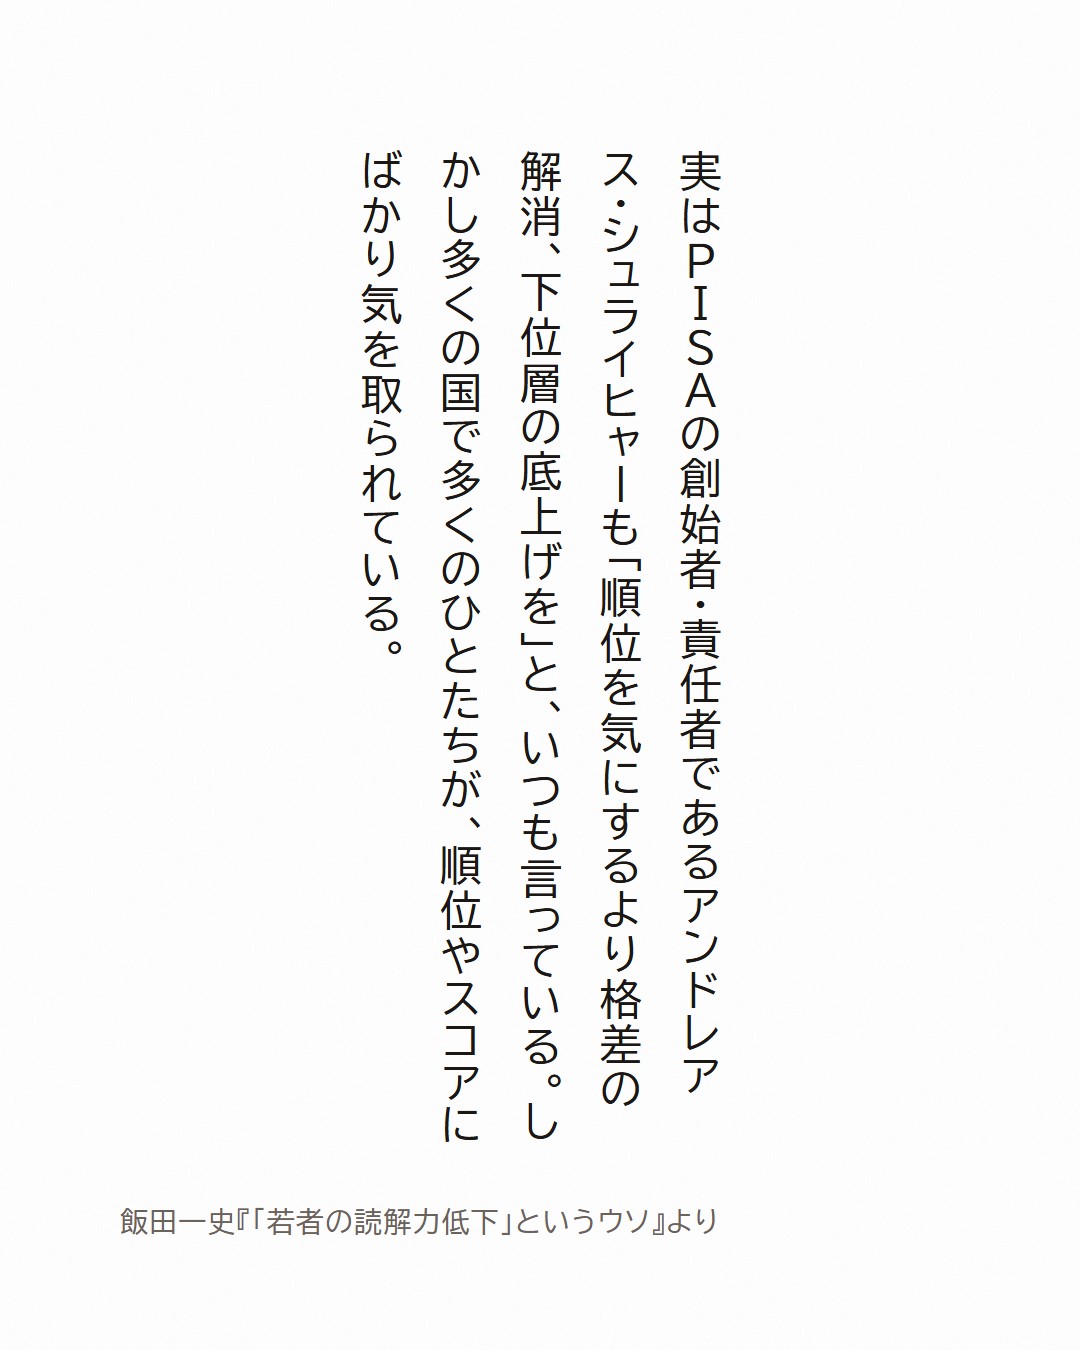 実はＰＩＳＡの創始者・責任者であるアンドレア
ス・シュライヒャーも「順位を気にするより格差の
解消、下位層の底上げを」と、いつも言っている。し
かし多くの国で多くのひとたちが、順位やスコアに
ばかり気を取られている。
飯田一史『「若者の読解力低下」というウソ』より